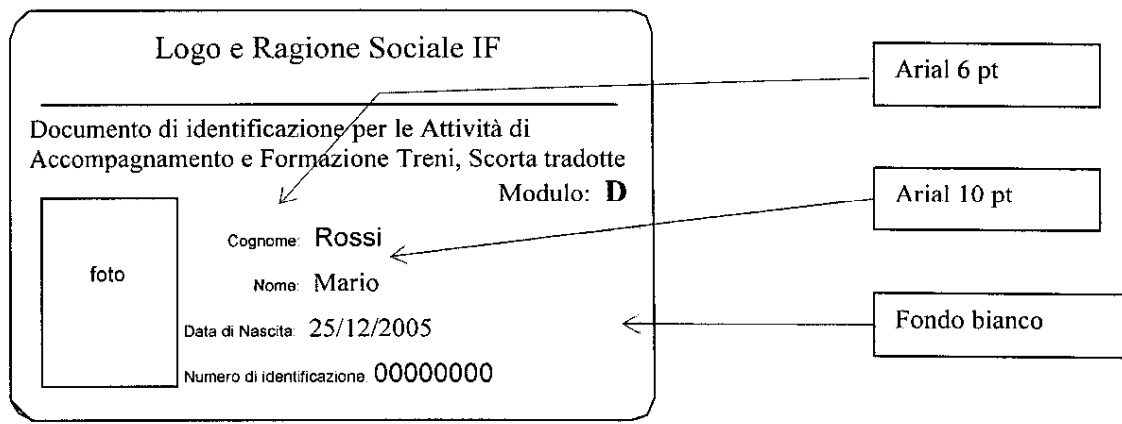 Logo e Ragione Sociale IF
Documento di identificazione per le Attività di
Accompagnamento e Formazione Treni, Scorta tradotte
Modulo: D
foto
Cognome: Rossi
Nome: Mario
Data di Nascita: 25/12/2005
Numero di identificazione: 00000000
Arial 6 pt
Arial 10 pt
Fondo bianco